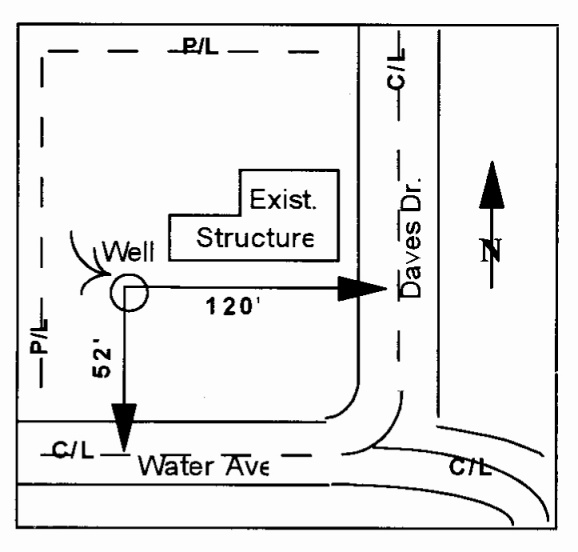 P/L
C/L
Exist.
Structure
Daves Dr.
N
Well
120'
P/L
52'
C/L
Water Ave
C/L